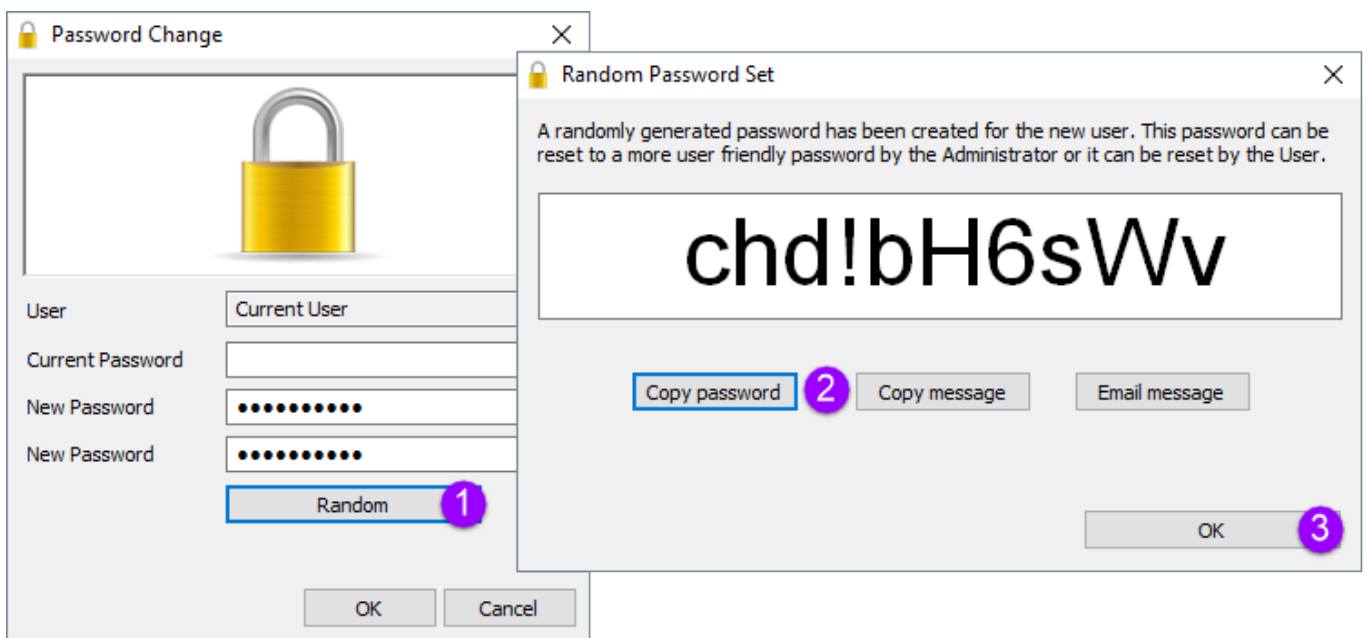 Password Change
User
Current User
Current Password
New Password
••••••••••
New Password
••••••••••
Random
1
OK
Cancel
Random Password Set
A randomly generated password has been created for the new user. This password can be
reset to a more user friendly password by the Administrator or it can be reset by the User.
chd!bH6sWv
Copy password
2
Copy message
Email message
OK
3